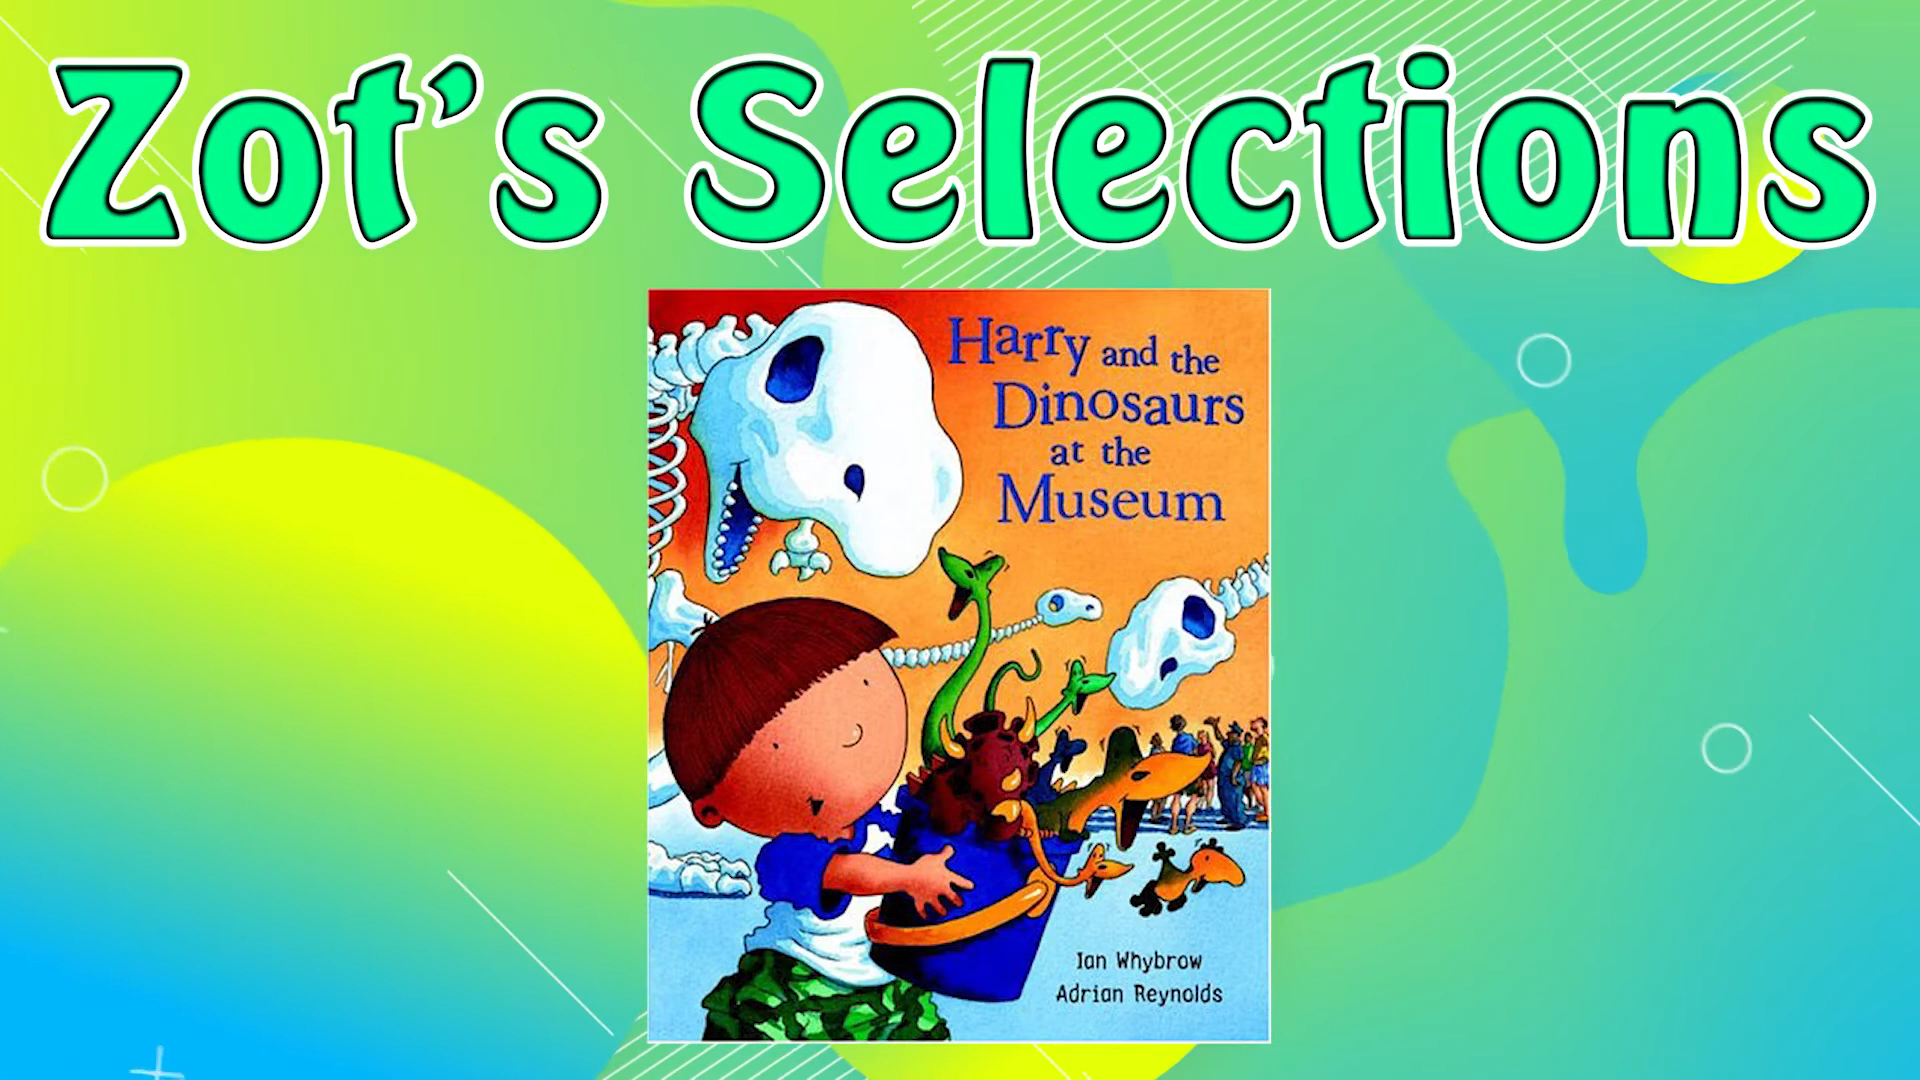 Zot's Selections
Harry and the
Dinosaurs
at the
Museum
Ian Whybrow
Adrian Reynolds